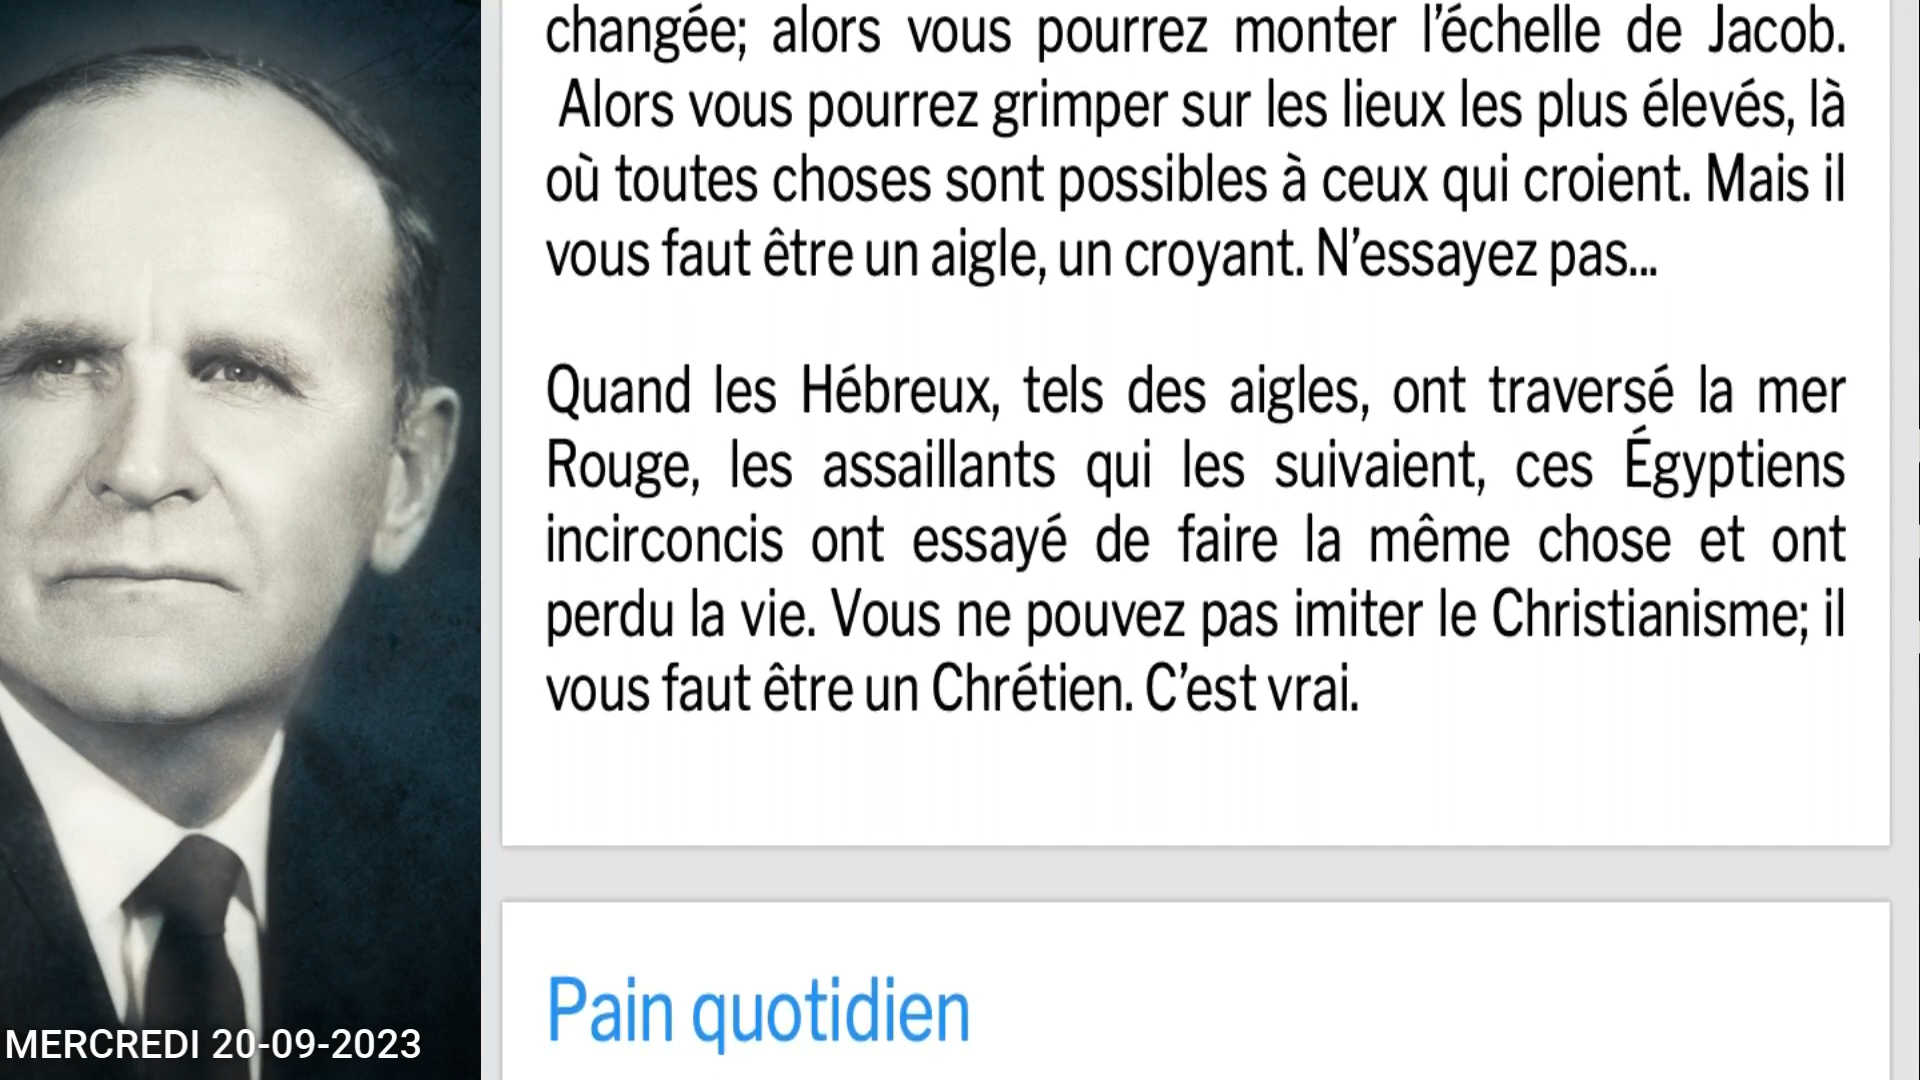 changée; alors vous pourrez monter l’échelle de Jacob.
Alors vous pourrez grimper sur les lieux les plus élevés, là
où toutes choses sont possibles à ceux qui croient. Mais il
vous faut être un aigle, un croyant. N’essayez pas...
Quand les Hébreux, tels des aigles, ont traversé la mer
Rouge, les assaillants qui les suivaient, ces Égyptiens
incirconcis ont essayé de faire la même chose et ont
perdu la vie. Vous ne pouvez pas imiter le Christianisme; il
vous faut être un Chrétien. C’est vrai.
Pain quotidien
MERCREDI 20-09-2023